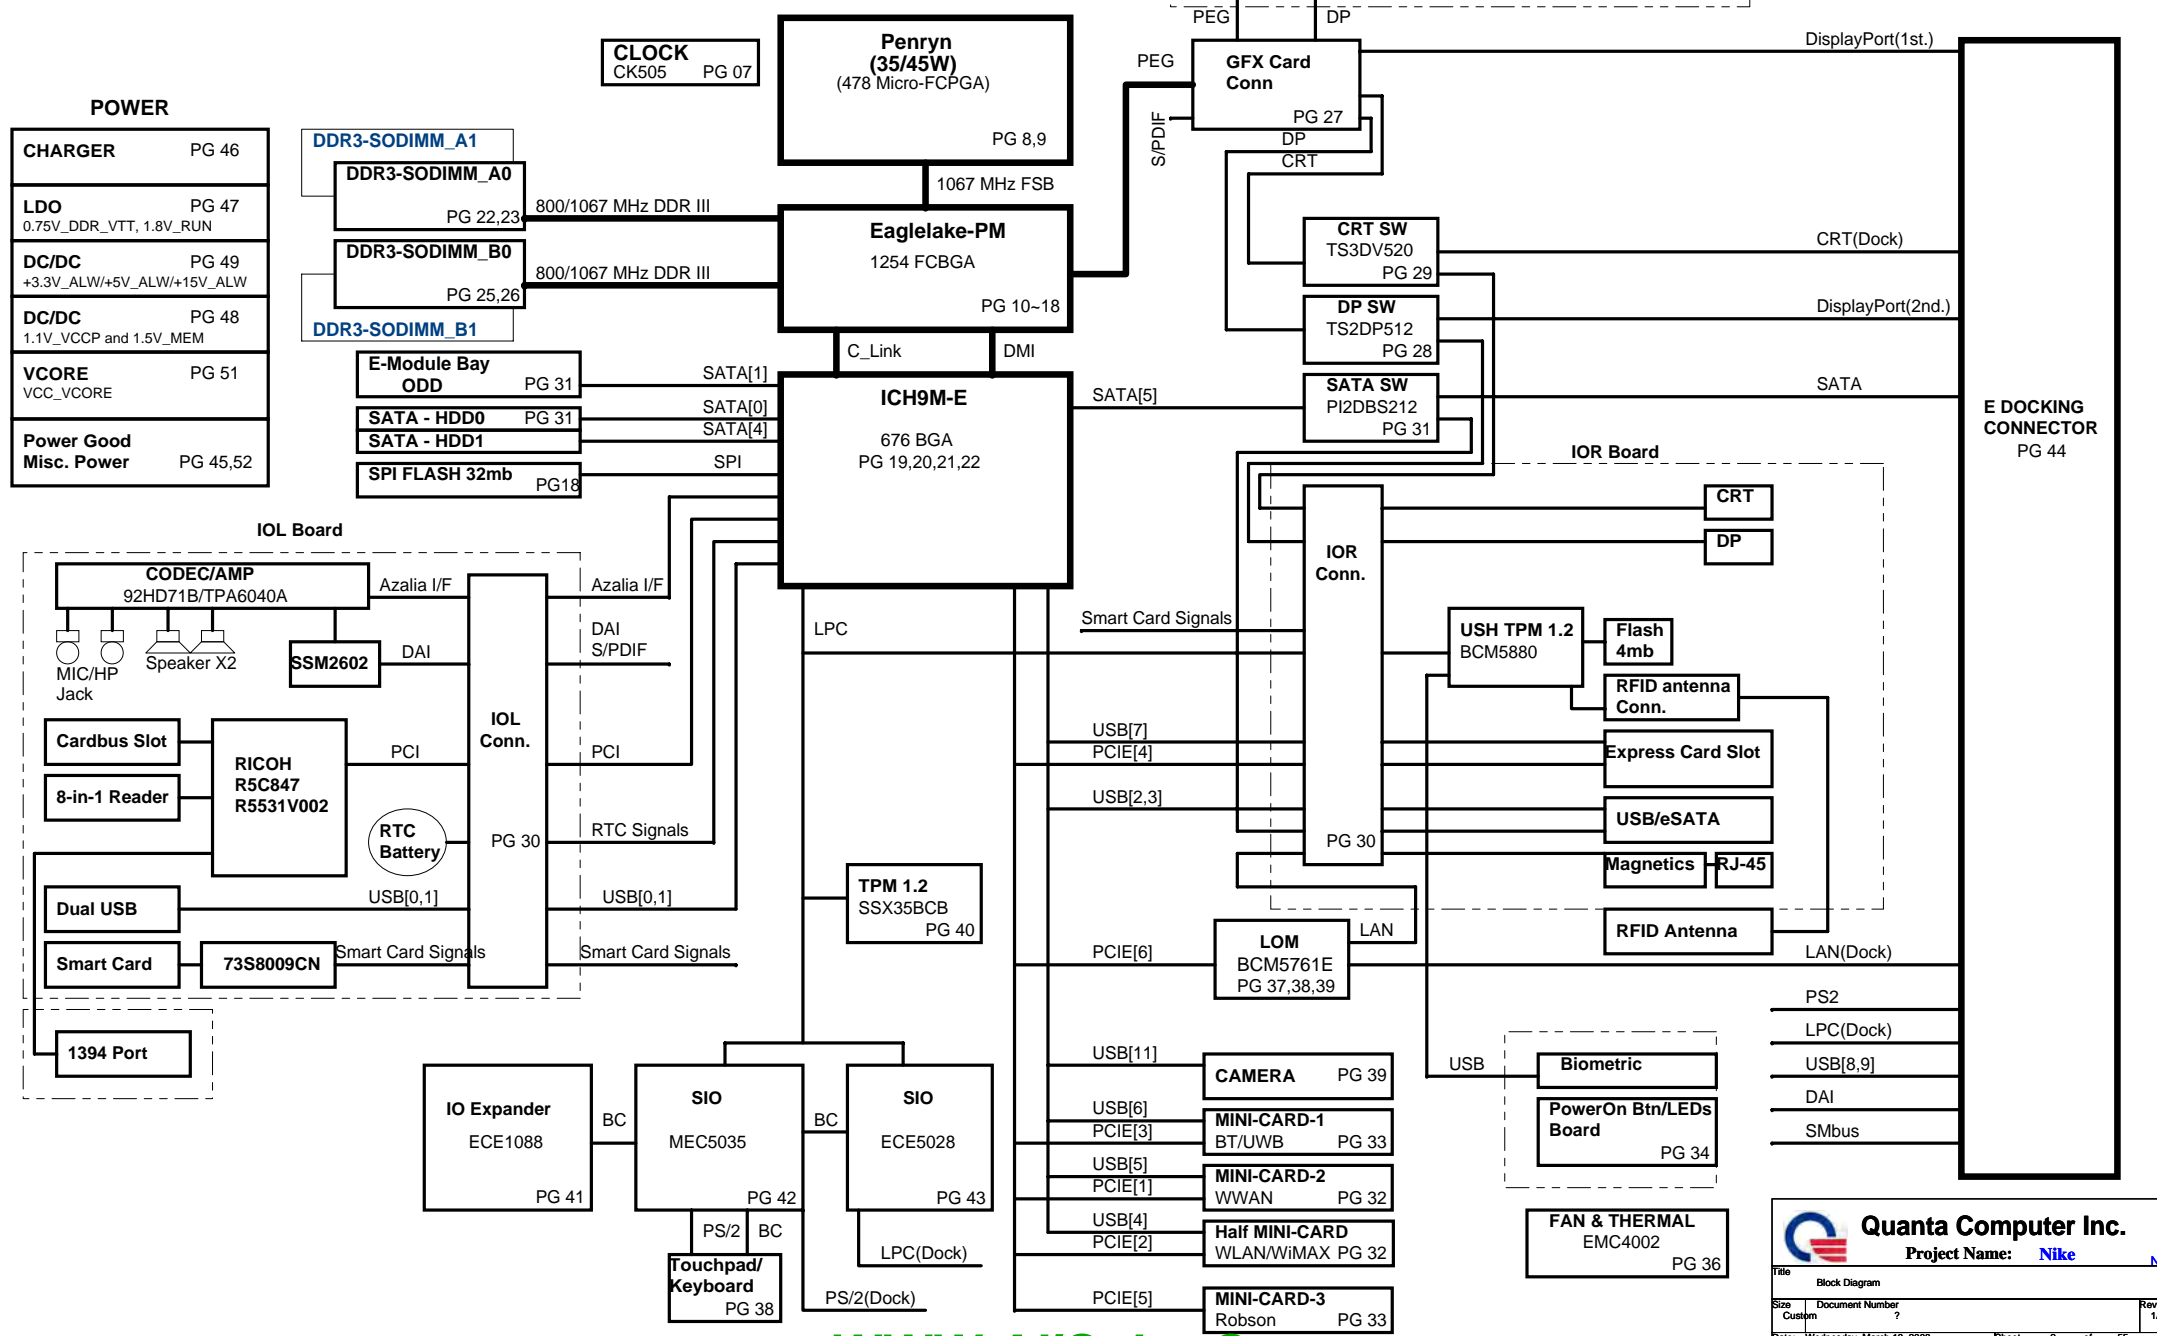 PEG
DP
CLOCK
CK505 PG 07
Penryn
(35/45W)
(478 Micro-FCPGA)
PG 8,9
PEG
S/PDIF
GFX Card
Conn
PG 27
DP
CRT
DisplayPort(1st.)
POWER
CHARGER PG 46
LDO PG 47
0.75V_DDR_VTT, 1.8V_RUN
DC/DC PG 49
+3.3V_ALW/+5V_ALW/+15V_ALW
DC/DC PG 48
1.1V_VCCP and 1.5V_MEM
VCORE PG 51
VCC_VCORE
Power Good
Misc. Power PG 45,52
DDR3-SODIMM_A1
DDR3-SODIMM_A0
PG 22,23
800/1067 MHz DDR III
DDR3-SODIMM_B0
PG 25,26
800/1067 MHz DDR III
DDR3-SODIMM_B1
1067 MHz FSB
Eaglelake-PM
1254 FCBGA
PG 10~18
C_Link
DMI
CRT SW
TS3DV520
PG 29
CRT(Dock)
DP SW
TS2DP512
PG 28
DisplayPort(2nd.)
SATA SW
PI2DBS212
PG 31
SATA
SATA[5]
E DOCKING
CONNECTOR
PG 44
E-Module Bay
ODD PG 31
SATA[1]
SATA - HDD0 PG 31
SATA[0]
SATA - HDD1
SATA[4]
SPI FLASH 32mb
PG18
SPI
ICH9M-E
676 BGA
PG 19,20,21,22
IOL Board
CODEC/AMP
92HD71B/TPA6040A
Azalia I/F
Azalia I/F
MIC/HP
Jack
Speaker X2
SSM2602
DAI
DAI
S/PDIF
Cardbus Slot
8-in-1 Reader
RICOH
R5C847
R5531V002
PCI
PCI
IOL
Conn.
PG 30
RTC
Battery
RTC Signals
Dual USB
USB[0,1]
USB[0,1]
Smart Card
73S8009CN
Smart Card Signals
Smart Card Signals
1394 Port
LPC
IOR Board
IOR
Conn.
PG 30
CRT
DP
Smart Card Signals
USH TPM 1.2
BCM5880
Flash
4mb
RFID antenna
Conn.
USB[7]
PCIE[4]
Express Card Slot
USB[2,3]
USB/eSATA
Magnetics
RJ-45
RFID Antenna
TPM 1.2
SSX35BCB
PG 40
PCIE[6]
LOM
BCM5761E
PG 37,38,39
LAN
LAN(Dock)
PS2
LPC(Dock)
USB[8,9]
DAI
SMbus
USB
Biometric
PowerOn Btn/LEDs
Board
PG 34
IO Expander
ECE1088
PG 41
BC
SIO
MEC5035
PG 42
BC
SIO
ECE5028
PG 43
PS/2
BC
Touchpad/
Keyboard
PG 38
LPC(Dock)
PS/2(Dock)
USB[11]
CAMERA PG 39
USB[6]
PCIE[3]
MINI-CARD-1
BT/UWB PG 33
USB[5]
PCIE[1]
MINI-CARD-2
WWAN PG 32
USB[4]
PCIE[2]
Half MINI-CARD
WLAN/WiMAX PG 32
PCIE[5]
MINI-CARD-3
Robson PG 33
FAN & THERMAL
EMC4002
PG 36
Quanta Computer Inc.
Project Name: Nike
Title
Block Diagram
Size Document Number Rev
Custom ?